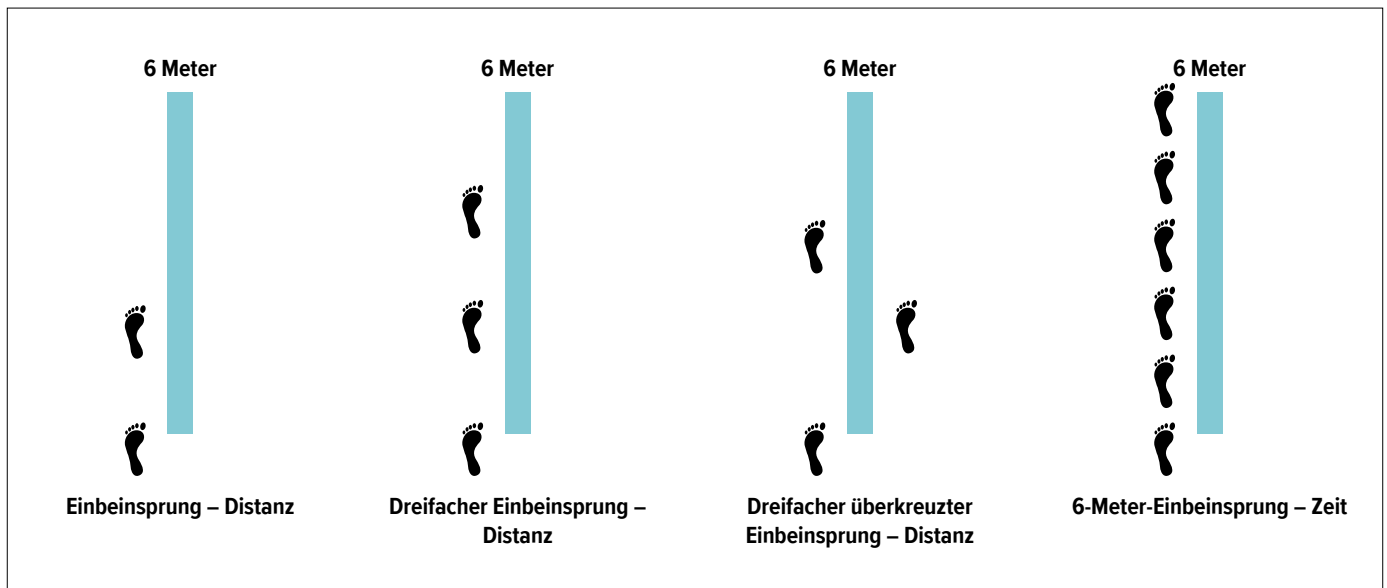 6 Meter
6 Meter
6 Meter
6 Meter
Einbeinsprung – Distanz
Dreifacher Einbeinsprung –
Distanz
Dreifacher überkreuzter
Einbeinsprung – Distanz
6-Meter-Einbeinsprung – Zeit